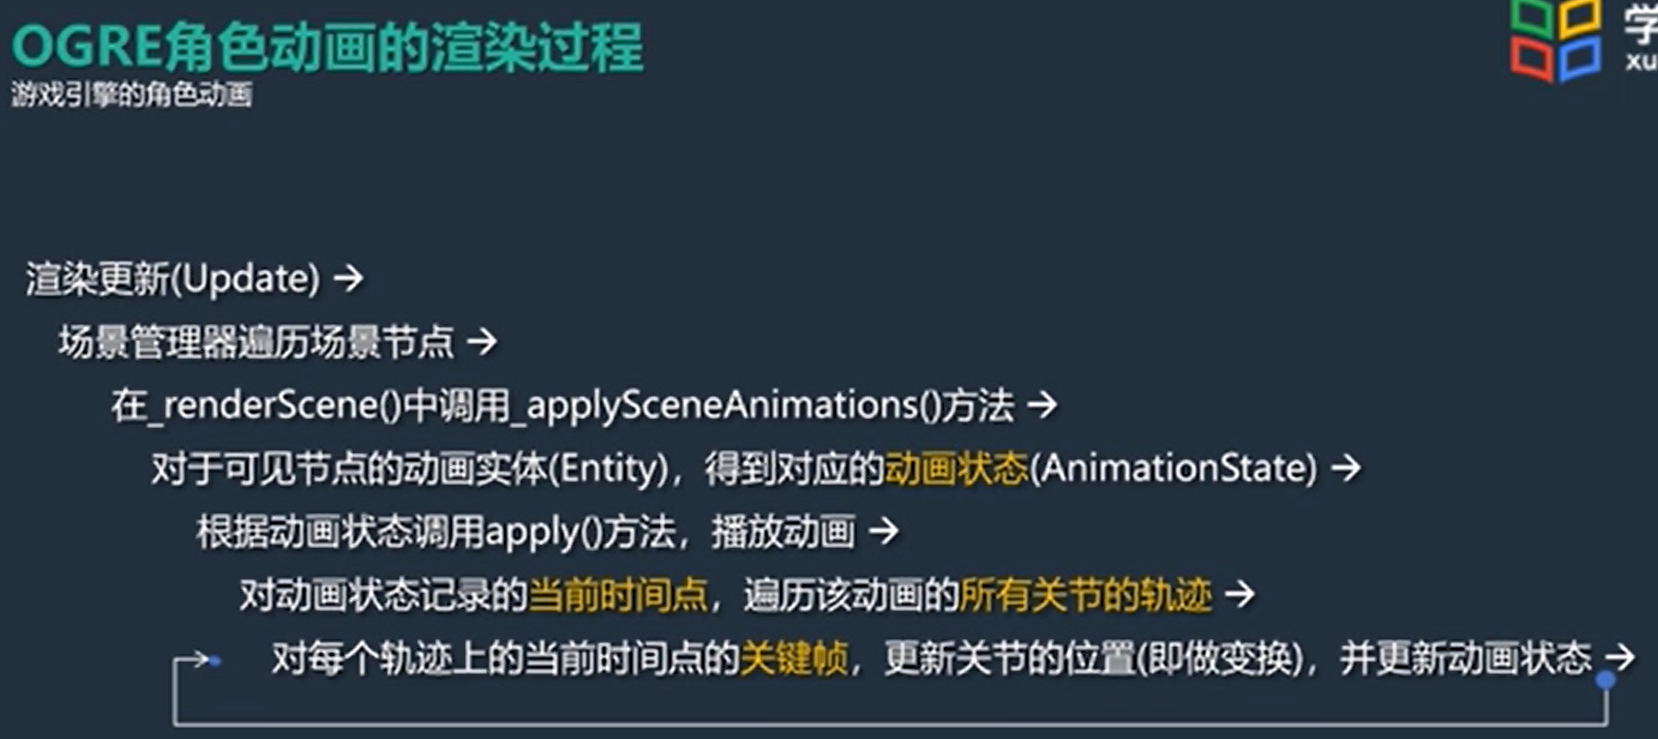 OGRE角色动画的渲染过程
游戏引擎的角色动画
学
xu
渲染更新(Update) →
场景管理器遍历场景节点 →
在_renderScene()中调用_applySceneAnimations()方法 →
对于可见节点的动画实体(Entity)，得到对应的动画状态(AnimationState) →
根据动画状态调用apply()方法，播放动画 →
对动画状态记录的当前时间点，遍历该动画的所有关节的轨迹 →
对每个轨迹上的当前时间点的关键帧，更新关节的位置(即做变换)，并更新动画状态 →